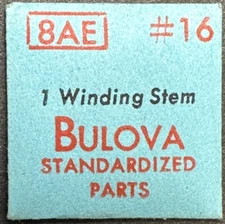 8AE #16
1 Winding Stem
BULOVA
STANDARDIZED
PARTS